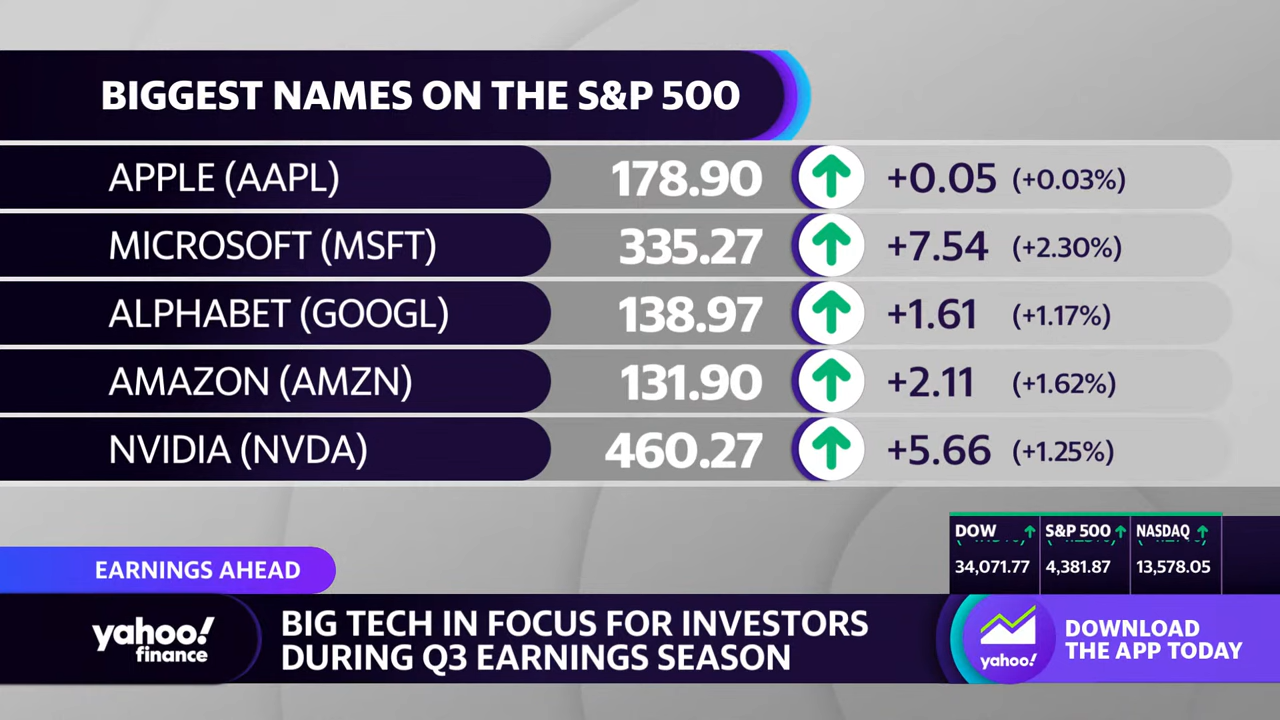 BIGGEST NAMES ON THE S&P 500
APPLE (AAPL) 178.90 +0.05 (+0.03%)
MICROSOFT (MSFT) 335.27 +7.54 (+2.30%)
ALPHABET (GOOGL) 138.97 +1.61 (+1.17%)
AMAZON (AMZN) 131.90 +2.11 (+1.62%)
NVIDIA (NVDA) 460.27 +5.66 (+1.25%)
DOW S&P 500 NASDAQ
34,071.77 4,381.87 13,578.05
EARNINGS AHEAD
yahoo!
finance
BIG TECH IN FOCUS FOR INVESTORS
DURING Q3 EARNINGS SEASON
yahoo!
DOWNLOAD
THE APP TODAY